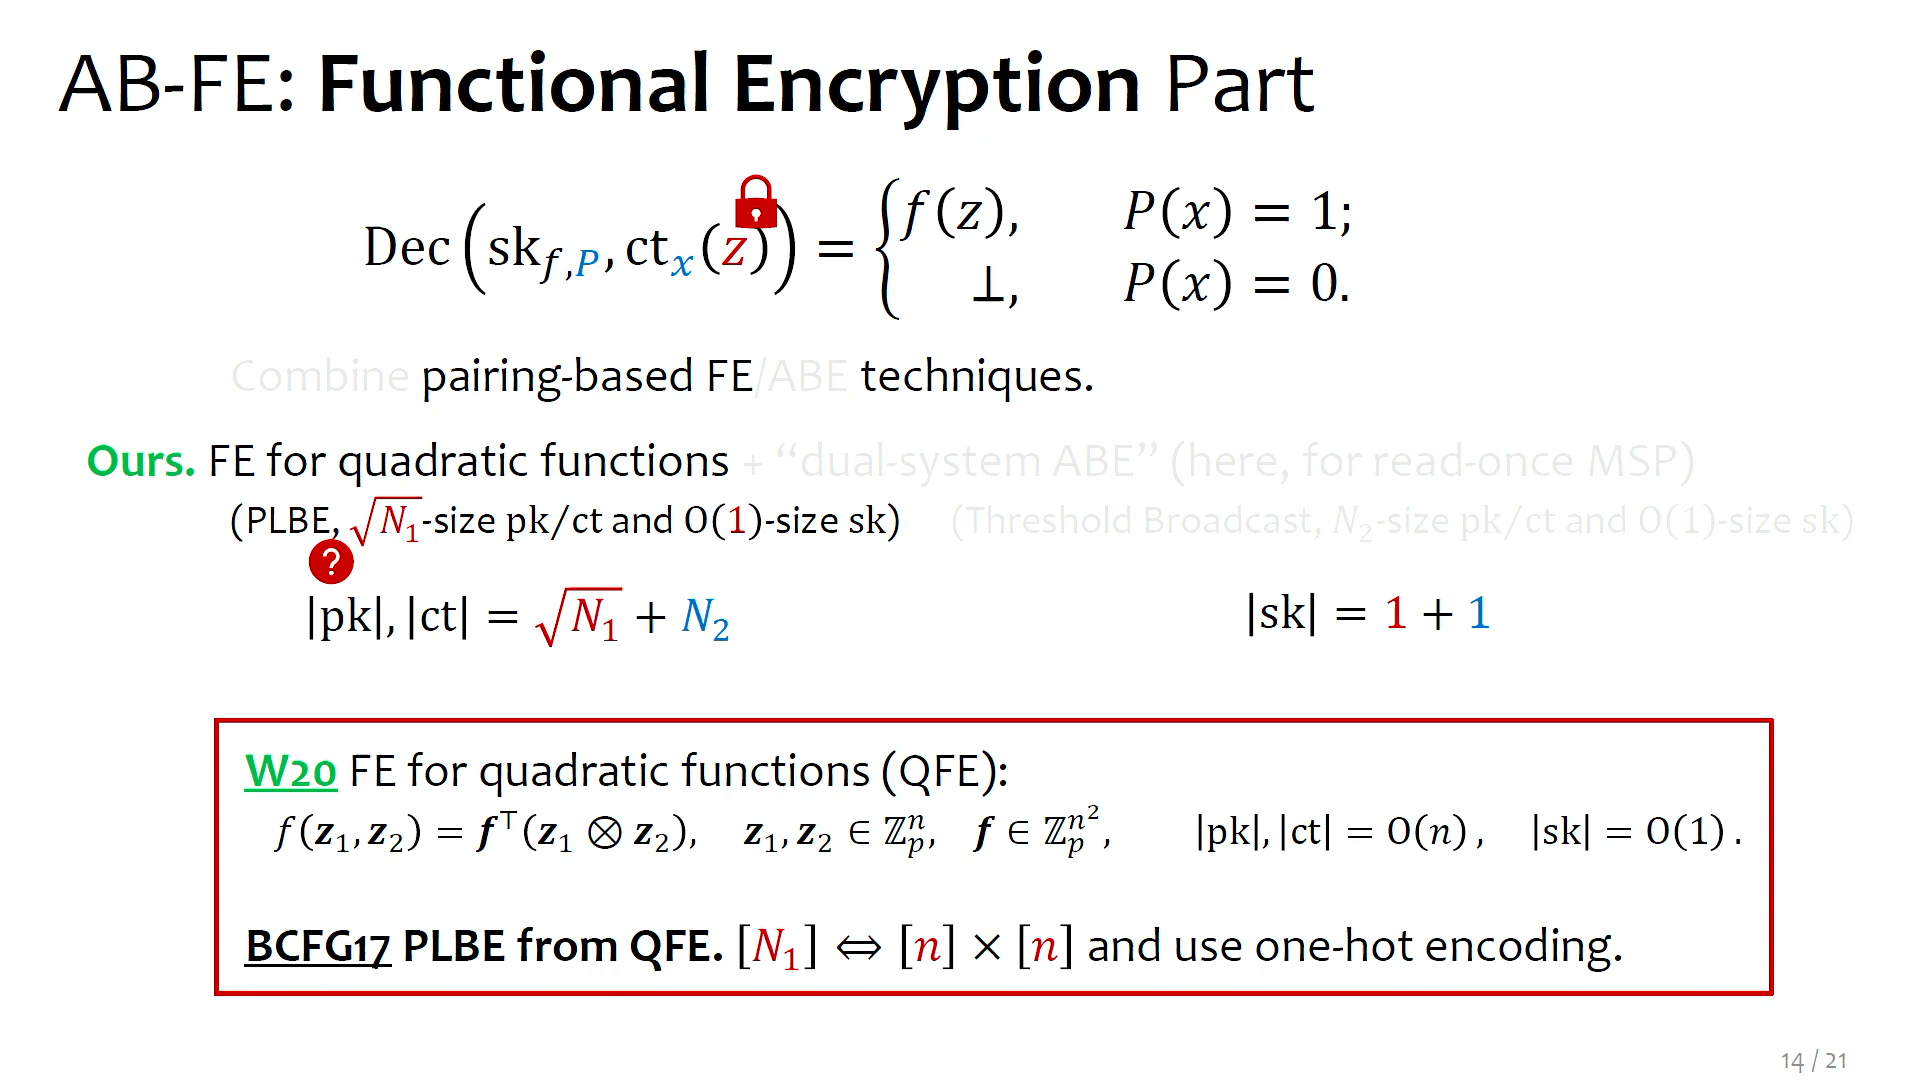 AB-FE: Functional Encryption Part
Dec(sk_{f,P}, ct_x(z)) = { f(z), P(x) = 1;
⊥, P(x) = 0.
Combine pairing-based FE/ABE techniques.
Ours. FE for quadratic functions + “dual-system ABE” (here, for read-once MSP)
(PLBE, √N₁-size pk/ct and O(1)-size sk) (Threshold Broadcast, N₂-size pk/ct and O(1)-size sk)
?
|pk|, |ct| = √N₁ + N₂ |sk| = 1 + 1
W20 FE for quadratic functions (QFE):
f(z₁, z₂) = f^⊤(z₁ ⊗ z₂), z₁, z₂ ∈ ℤ_p^n, f ∈ ℤ_p^{n²}, |pk|, |ct| = O(n), |sk| = O(1).
BCFG17 PLBE from QFE. [N₁] ⇔ [n] × [n] and use one-hot encoding.
14 / 21